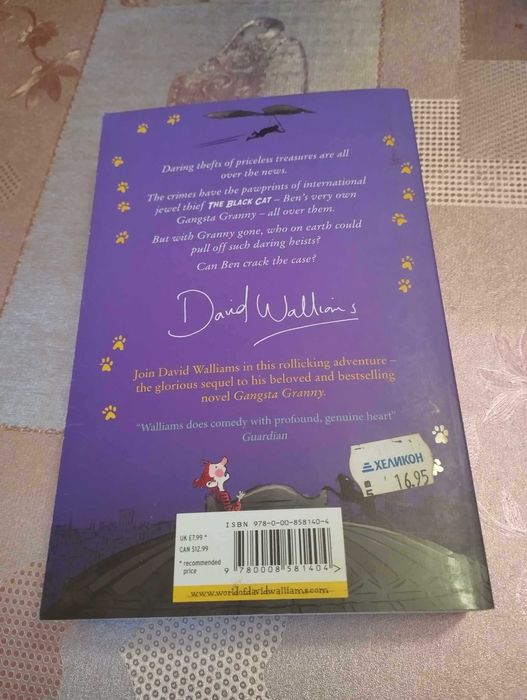 Daring thefts of priceless treasures are all
over the news.
The crimes have the pawprints of international
jewel thief THE BLACK CAT – Ben's very own
Gangsta Granny – all over them.
But with Granny gone, who on earth could
pull off such daring heists?
Can Ben crack the case?
David Walliams
Join David Walliams in this rollicking adventure –
the glorious sequel to his beloved and bestselling
novel Gangsta Granny.
"Walliams does comedy with profound, genuine heart"
Guardian
ХЕЛИКОН
16.95
ISBN 978-0-00-858140-4
UK £7.99 *
CAN $12.99
* recommended
price
9 780008 581404 >
www.worldofdavidwalliams.com